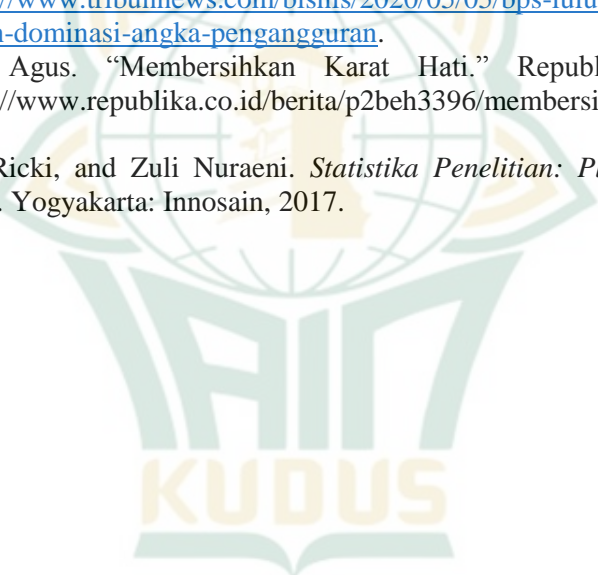 //www.tribunnews.com/bisnis/2020/05/05/bps-lulu
n-dominasi-angka-pengangguran.
Agus. “Membersihkan Karat Hati.” Republ
://www.republika.co.id/berita/p2beh3396/membersi
Ricki, and Zuli Nuraeni. Statistika Penelitian: P
. Yogyakarta: Innosain, 2017.
IAIN
KUDUS